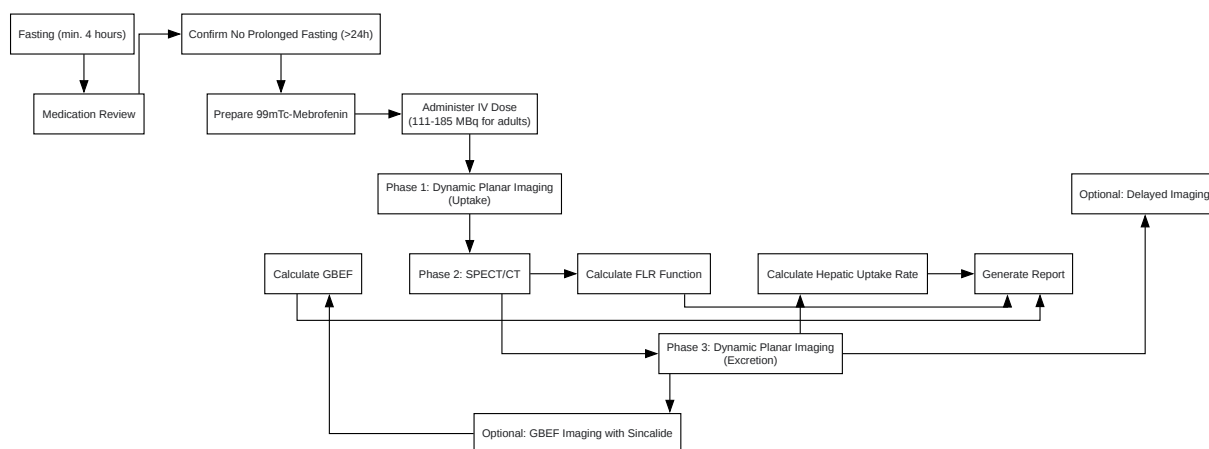 Fasting (min. 4 hours)
Confirm No Prolonged Fasting (>24h)
Medication Review
Prepare 99mTc-Mebrofenin
Administer IV Dose
(111-185 MBq for adults)
Phase 1: Dynamic Planar Imaging
(Uptake)
Optional: Delayed Imaging
Calculate GBEF
Phase 2: SPECT/CT
Calculate FLR Function
Calculate Hepatic Uptake Rate
Generate Report
Phase 3: Dynamic Planar Imaging
(Excretion)
Optional: GBEF Imaging with Sincalide